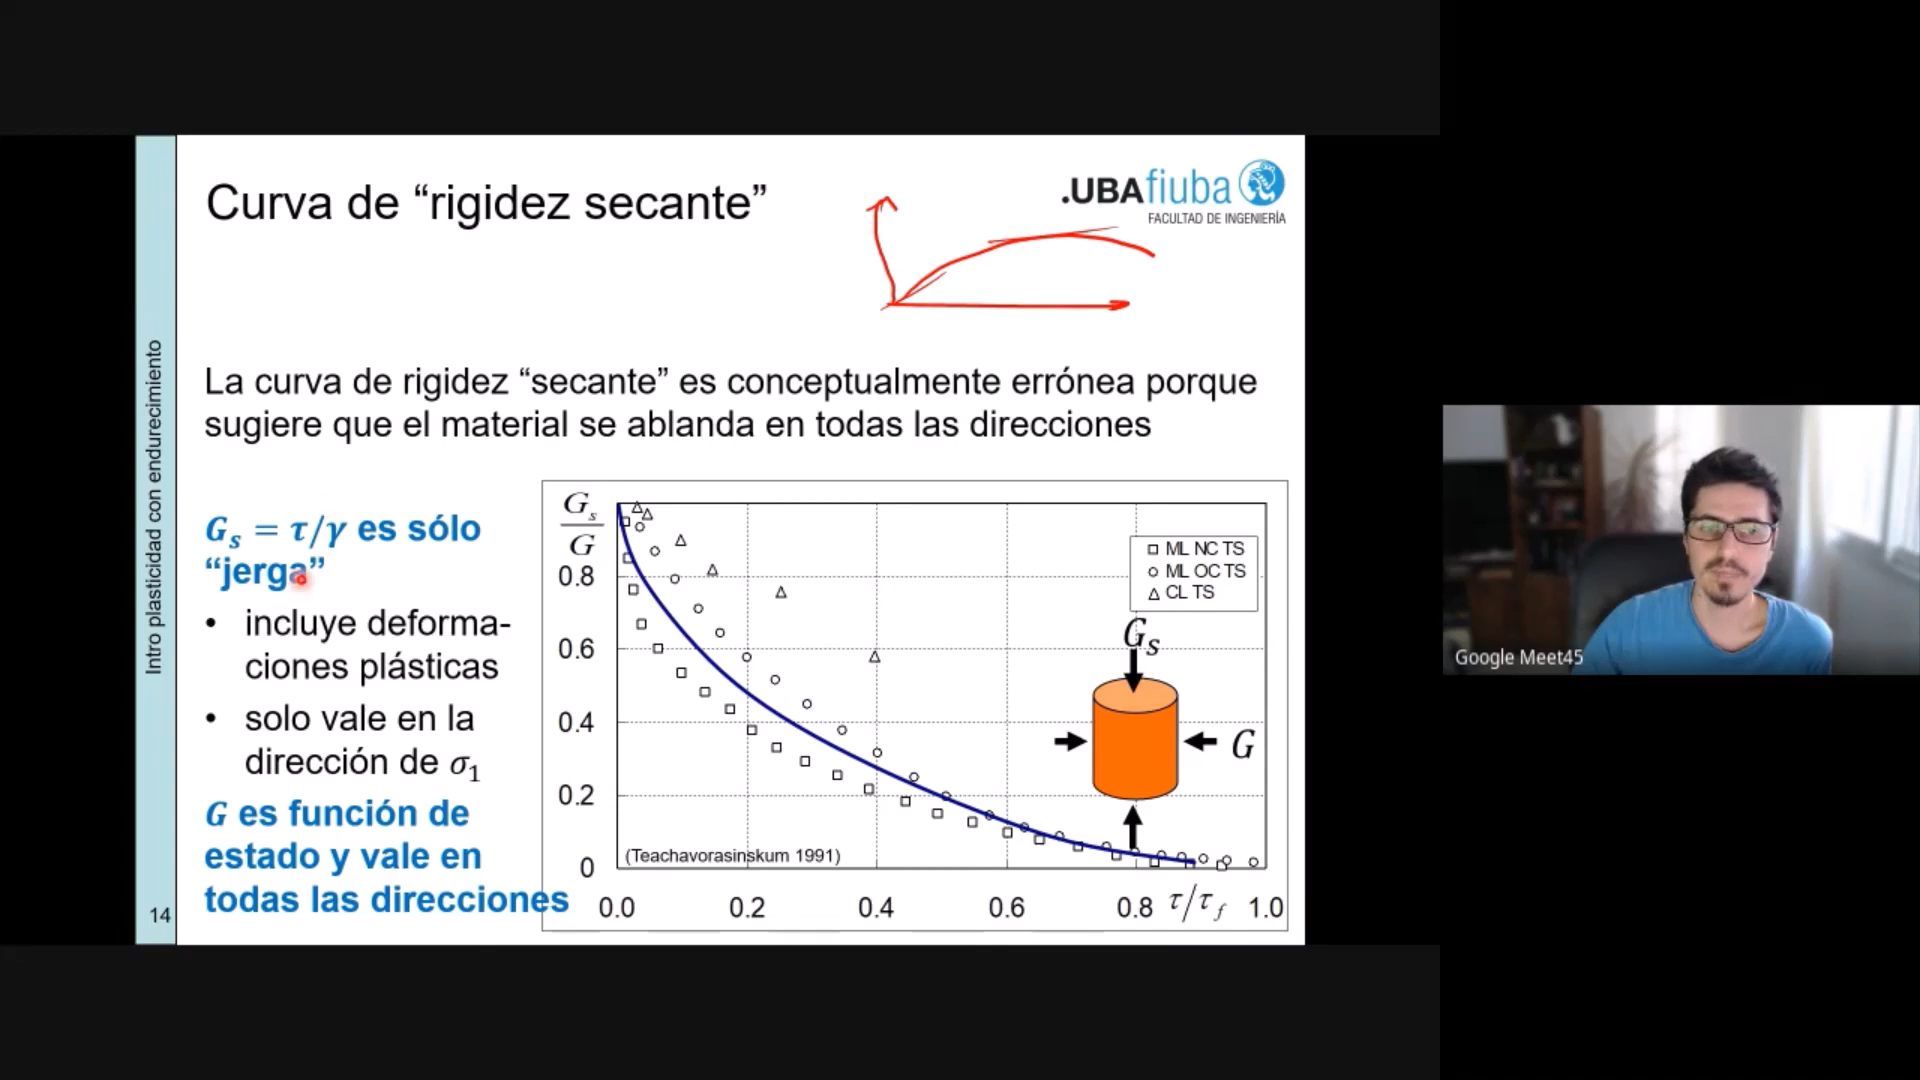 Curva de “rigidez secante”
.UBAfiuba
FACULTAD DE INGENIERÍA
La curva de rigidez “secante” es conceptualmente errónea porque
sugiere que el material se ablanda en todas las direcciones
Gₛ = τ/γ es sólo
“jerga”
• incluye deforma-
ciones plásticas
• solo vale en la
dirección de σ₁
G es función de
estado y vale en
todas las direcciones
Gₛ
G
0.8
0.6
0.4
0.2
0
ML NC TS
ML OC TS
CL TS
Gₛ
G
(Teachavorasinskum 1991)
0.0 0.2 0.4 0.6 0.8 τ/τ_f 1.0
Intro plasticidad con endurecimiento
14
Google Meet45